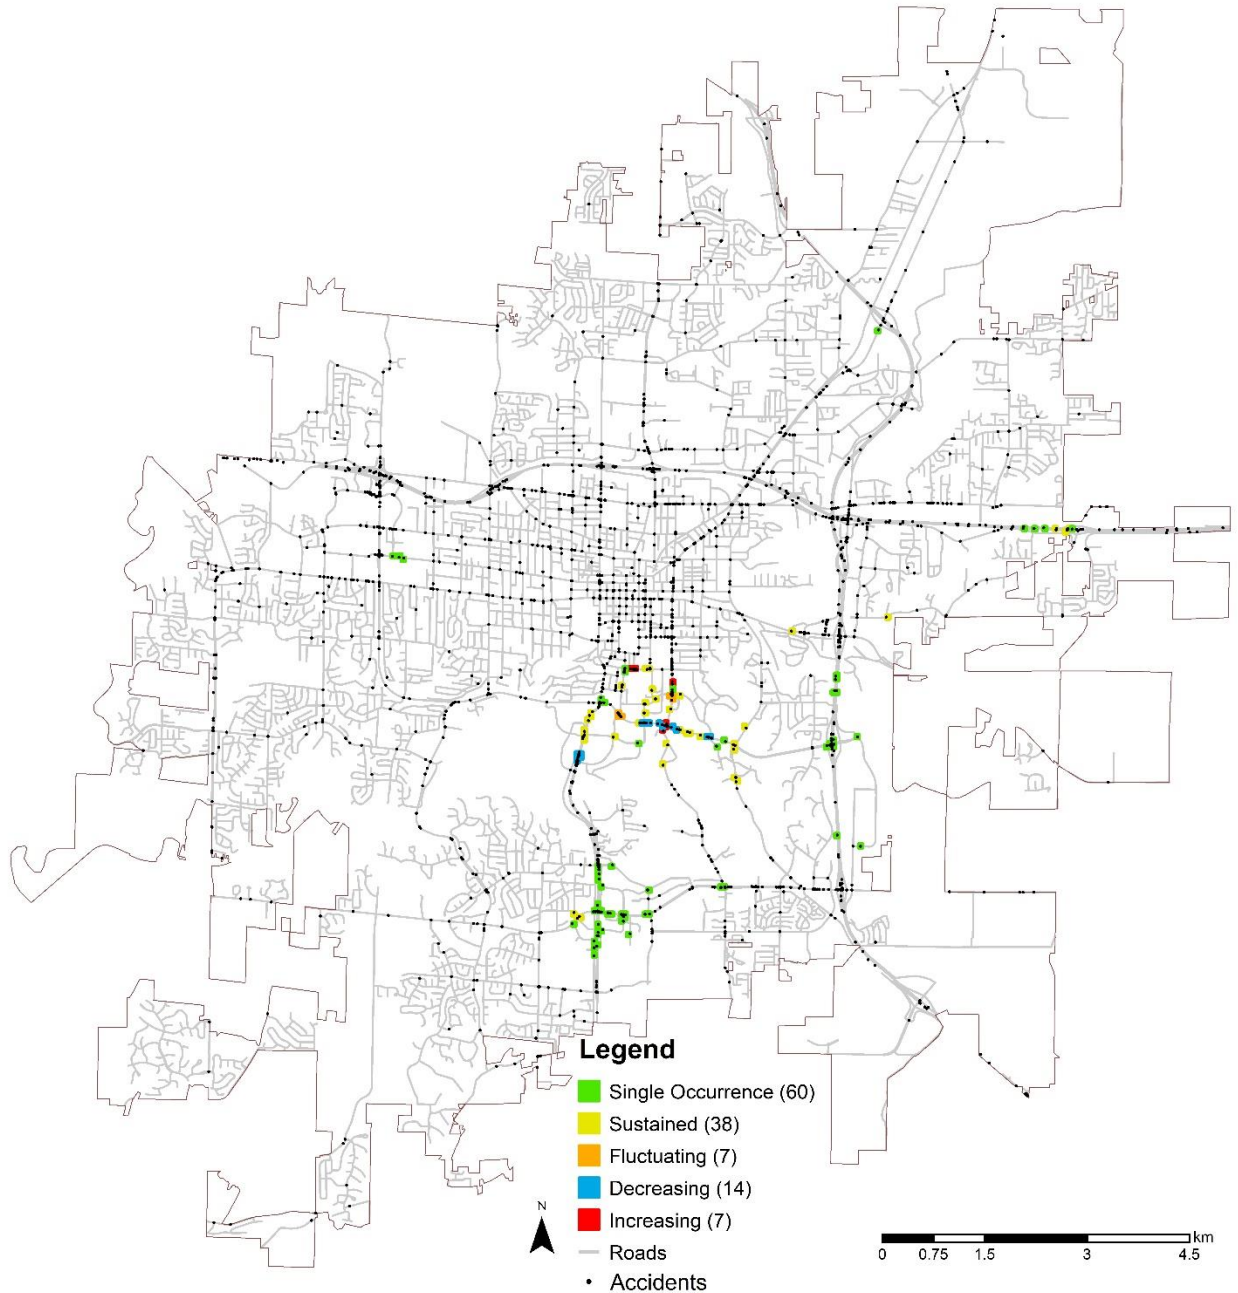 Legend
Single Occurrence (60)
Sustained (38)
Fluctuating (7)
Decreasing (14)
Increasing (7)
Roads
Accidents
N
km
0 0.75 1.5 3 4.5